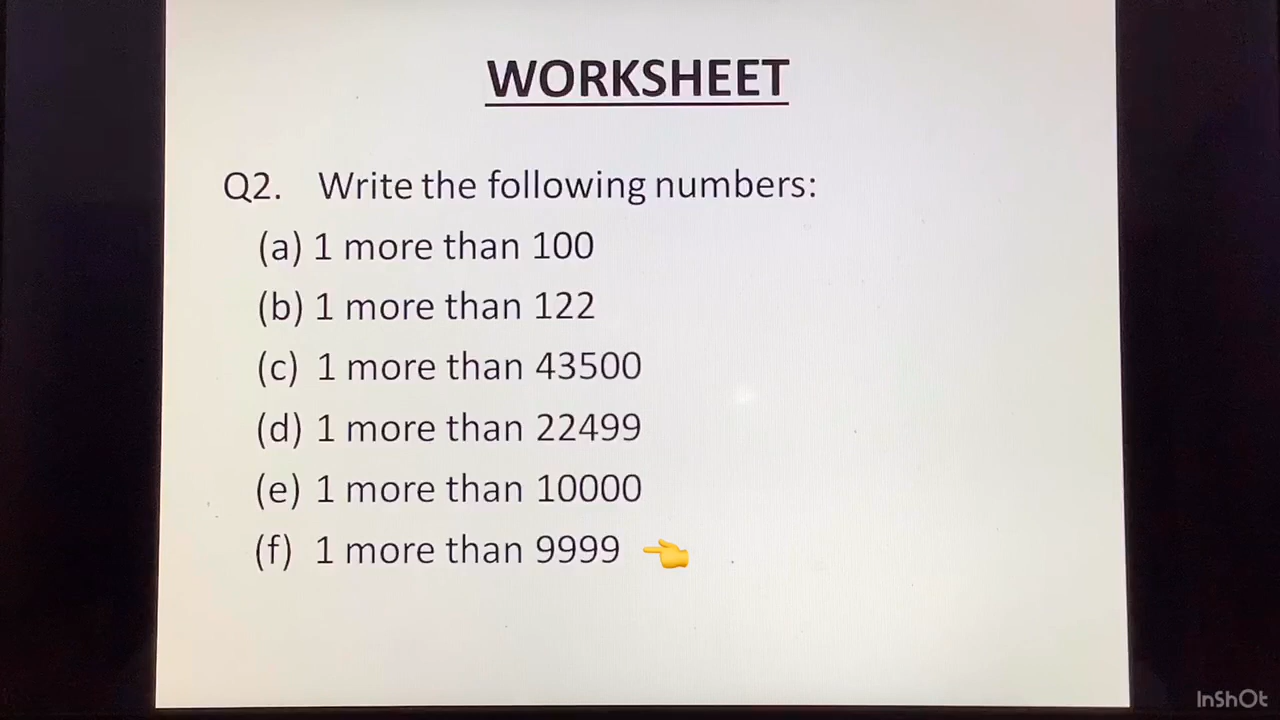 WORKSHEET
Q2. Write the following numbers:
(a) 1 more than 100
(b) 1 more than 122
(c) 1 more than 43500
(d) 1 more than 22499
(e) 1 more than 10000
(f) 1 more than 9999
InShOt